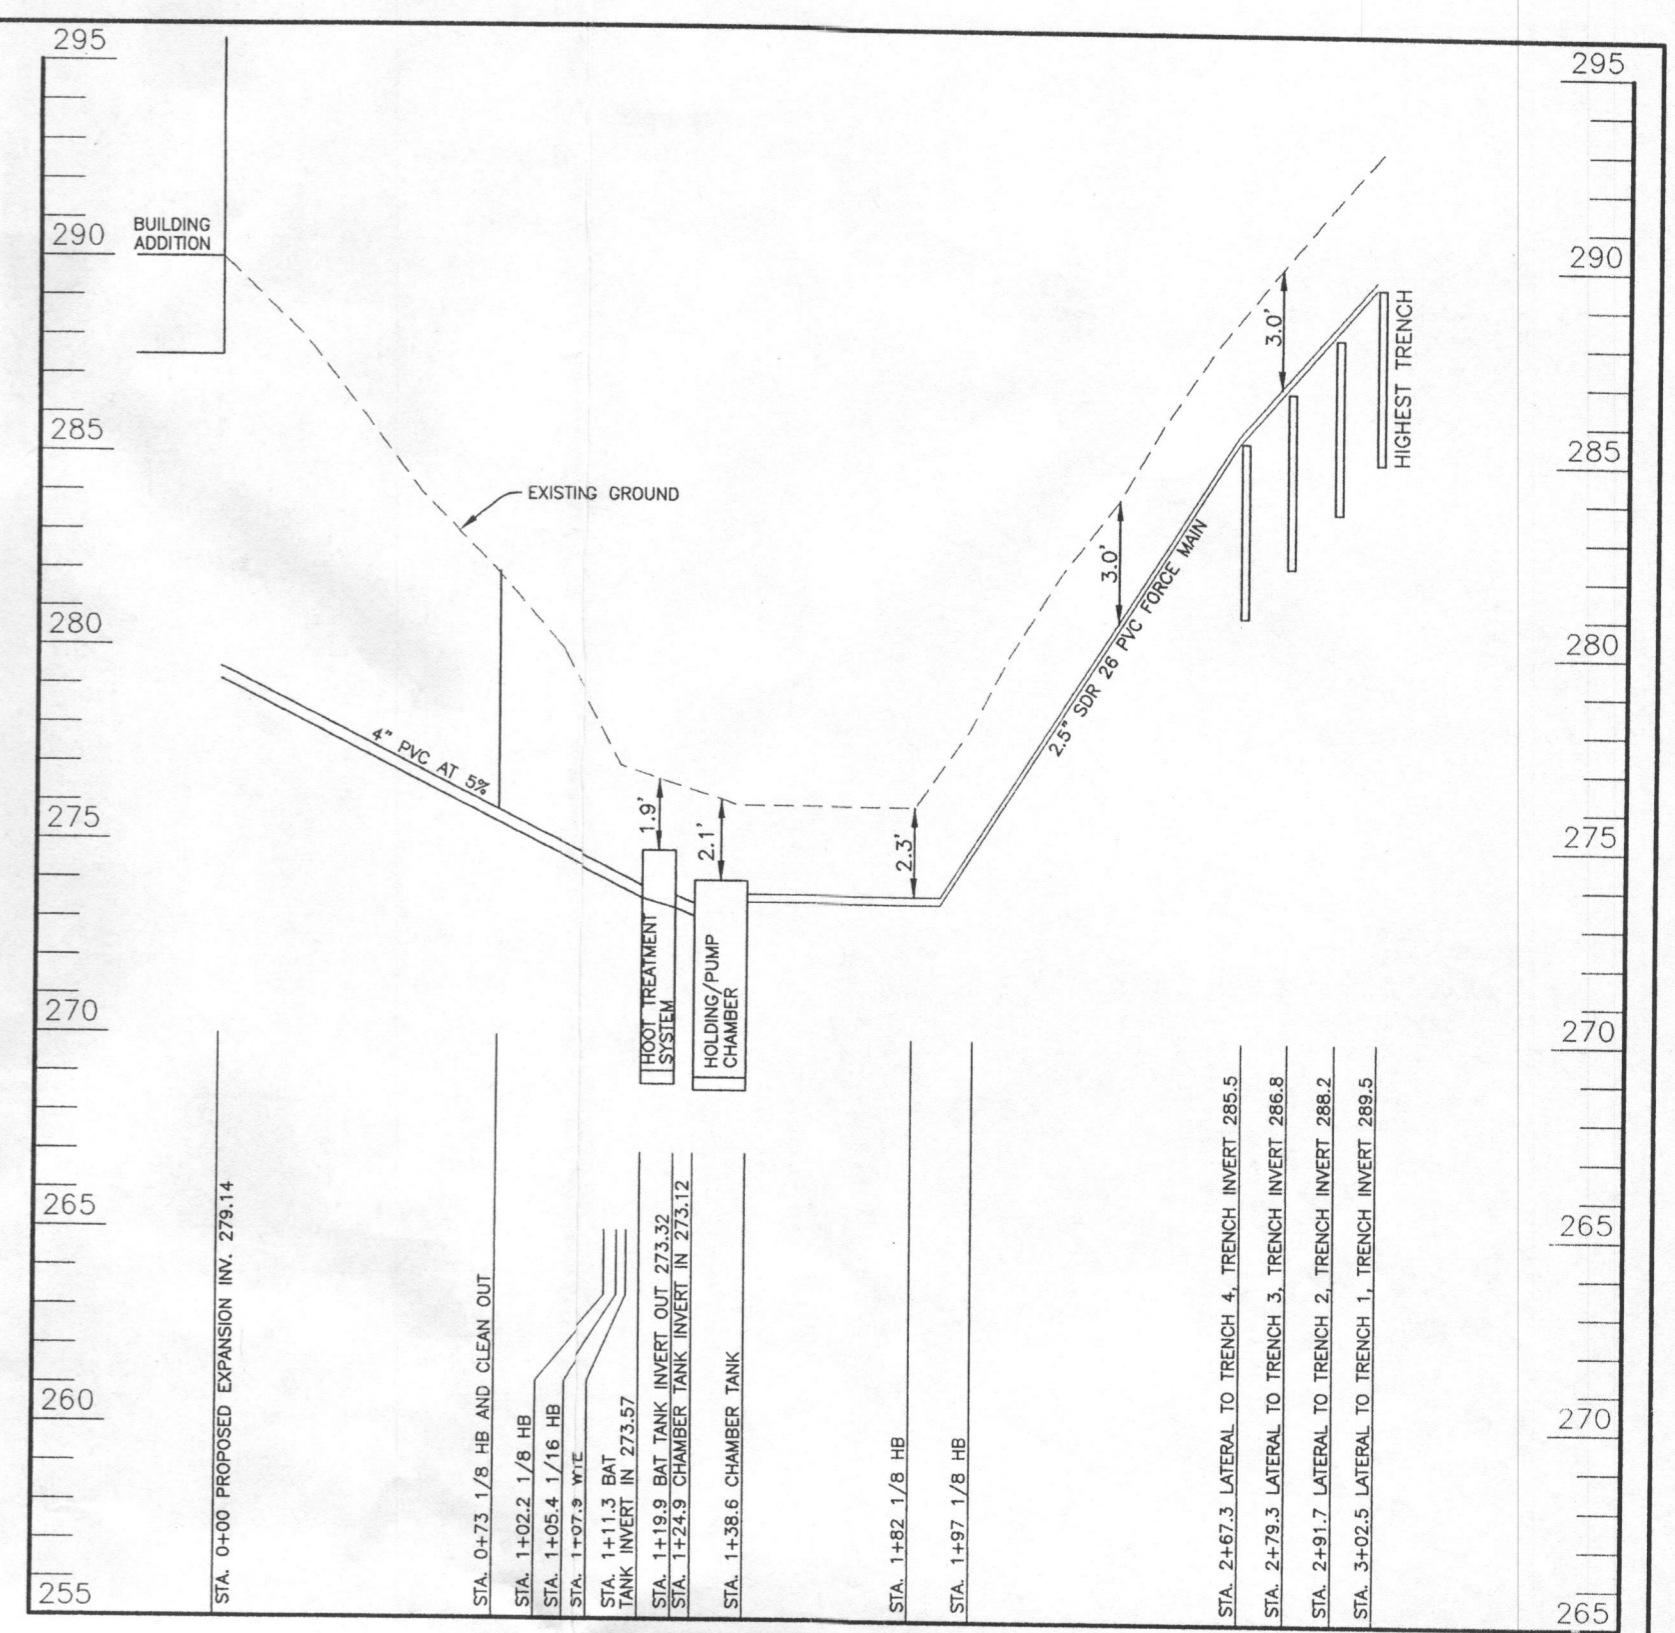 295
290
285
280
275
270
265
260
255
BUILDING
ADDITION
EXISTING GROUND
4" PVC AT 5%
1.9'
2.1'
2.3'
3.0'
3.0'
HOOT TREATMENT
SYSTEM
HOLDING/PUMP
CHAMBER
2.5" SDR 26 PVC FORCE MAIN
HIGHEST TRENCH
STA. 0+00 PROPOSED EXPANSION INV. 279.14
STA. 0+73 1/8 HB AND CLEAN OUT
STA. 1+02.2 1/8 HB
STA. 1+05.4 1/16 HB
STA. 1+07.9
STA. 1+11.3 BAT
TANK INVERT IN 273.57
STA. 1+19.9 BAT TANK INVERT OUT 273.32
STA. 1+24.9 CHAMBER TANK INVERT IN 273.12
STA. 1+38.6 CHAMBER TANK
STA. 1+82 1/8 HB
STA. 1+97 1/8 HB
STA. 2+67.3 LATERAL TO TRENCH 4, TRENCH INVERT 285.5
STA. 2+79.3 LATERAL TO TRENCH 3, TRENCH INVERT 286.8
STA. 2+91.7 LATERAL TO TRENCH 2, TRENCH INVERT 288.2
STA. 3+02.5 LATERAL TO TRENCH 1, TRENCH INVERT 289.5
295
290
285
280
275
270
265
270
265